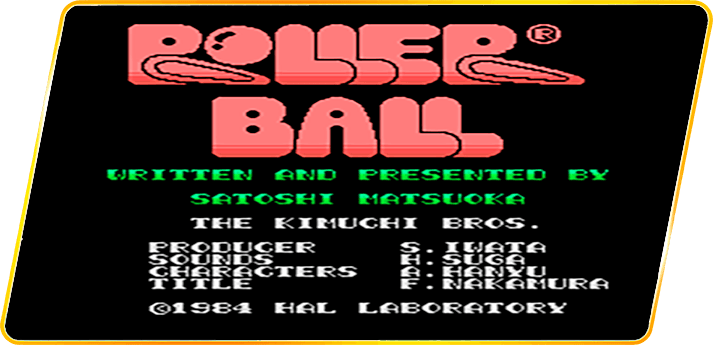 ROLLER®
BALL
WRITTEN AND PRESENTED BY
SATOSHI MATSUOKA
THE KIMUCHI BROS.
PRODUCER S.IWATA
SOUNDS H.SUGA
CHARACTERS A.HANYU
TITLE F.NAKAMURA
©1984 HAL LABORATORY